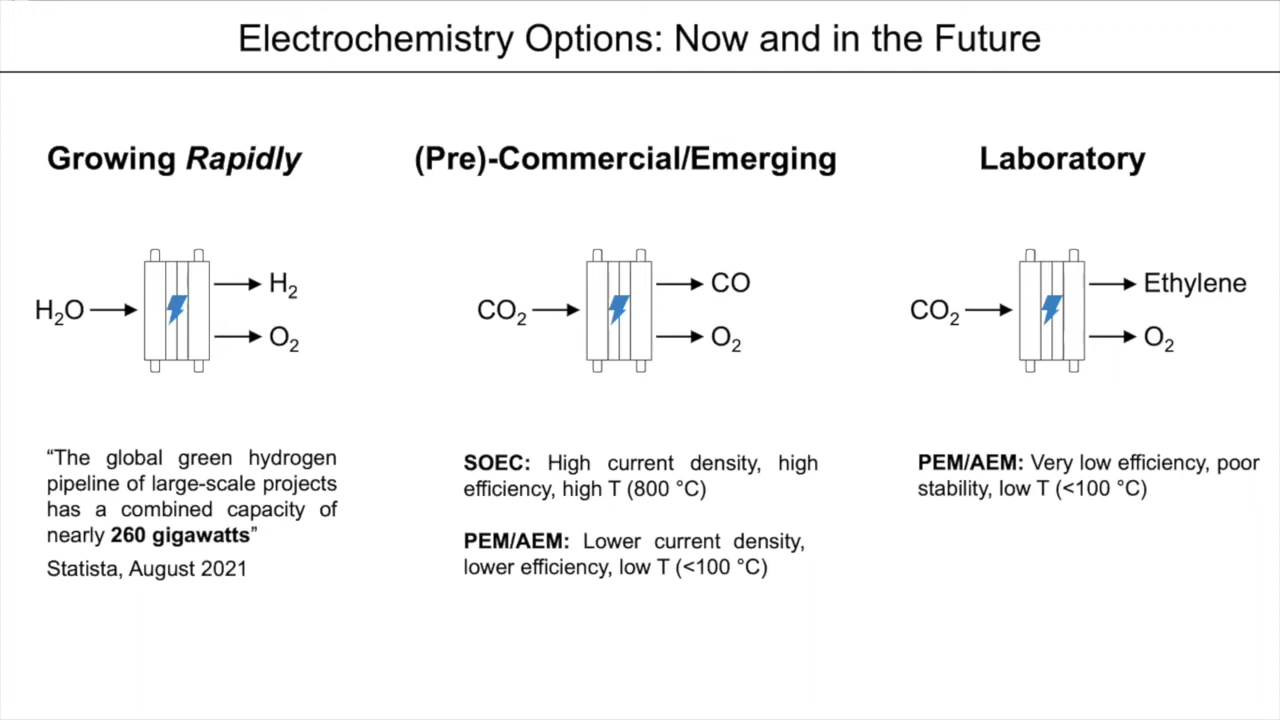 Electrochemistry Options: Now and in the Future
Growing Rapidly
H₂O
H₂
O₂
“The global green hydrogen
pipeline of large-scale projects
has a combined capacity of
nearly 260 gigawatts”
Statista, August 2021
(Pre)-Commercial/Emerging
CO₂
CO
O₂
SOEC: High current density, high
efficiency, high T (800 °C)
PEM/AEM: Lower current density,
lower efficiency, low T (<100 °C)
Laboratory
CO₂
Ethylene
O₂
PEM/AEM: Very low efficiency, poor
stability, low T (<100 °C)